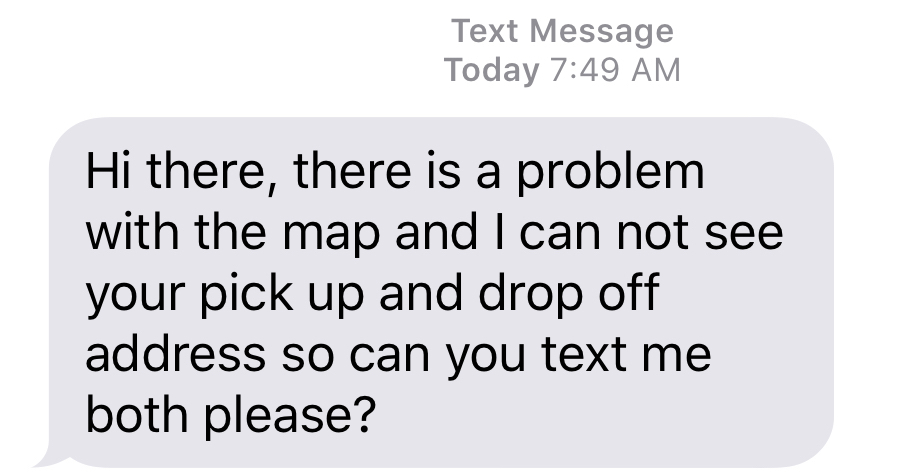 Text Message
Today 7:49 AM
Hi there, there is a problem
with the map and I can not see
your pick up and drop off
address so can you text me
both please?